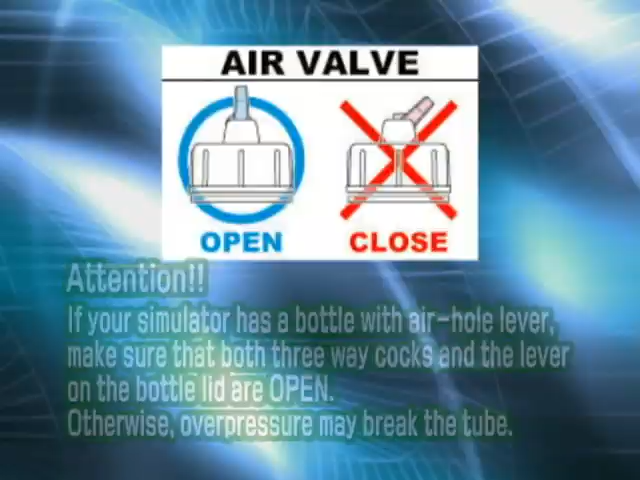 AIR VALVE
OPEN CLOSE
Attention!!
If your simulator has a bottle with air-hole lever,
make sure that both three way cocks and the lever
on the bottle lid are OPEN.
Otherwise, overpressure may break the tube.